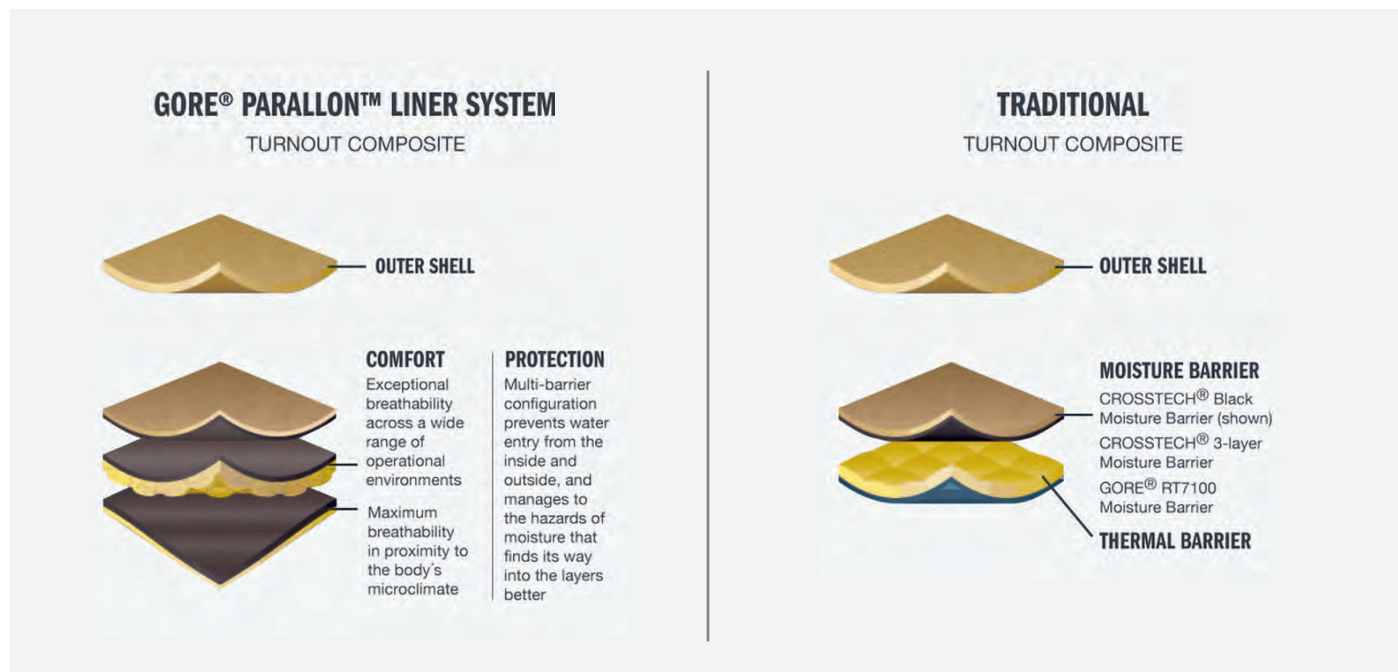 GORE® PARALLON™ LINER SYSTEM
TURNOUT COMPOSITE
OUTER SHELL
COMFORT
Exceptional
breathability
across a wide
range of
operational
environments
Maximum
breathability
in proximity to
the body´s
microclimate
PROTECTION
Multi-barrier
configuration
prevents water
entry from the
inside and
outside, and
manages to
the hazards of
moisture that
finds its way
into the layers
better
TRADITIONAL
TURNOUT COMPOSITE
OUTER SHELL
MOISTURE BARRIER
CROSSTECH® Black
Moisture Barrier (shown)
CROSSTECH® 3-layer
Moisture Barrier
GORE® RT7100
Moisture Barrier
THERMAL BARRIER